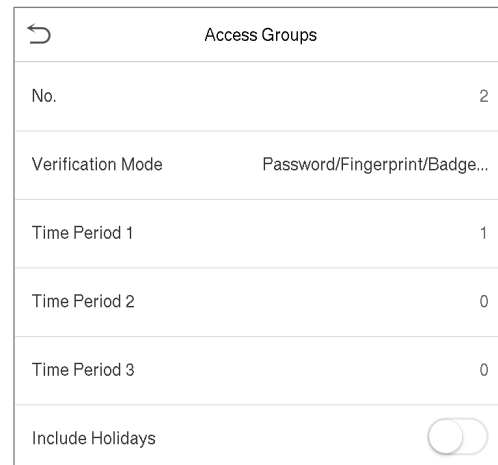 Access Groups
No. 2
Verification Mode Password/Fingerprint/Badge...
Time Period 1 1
Time Period 2 0
Time Period 3 0
Include Holidays